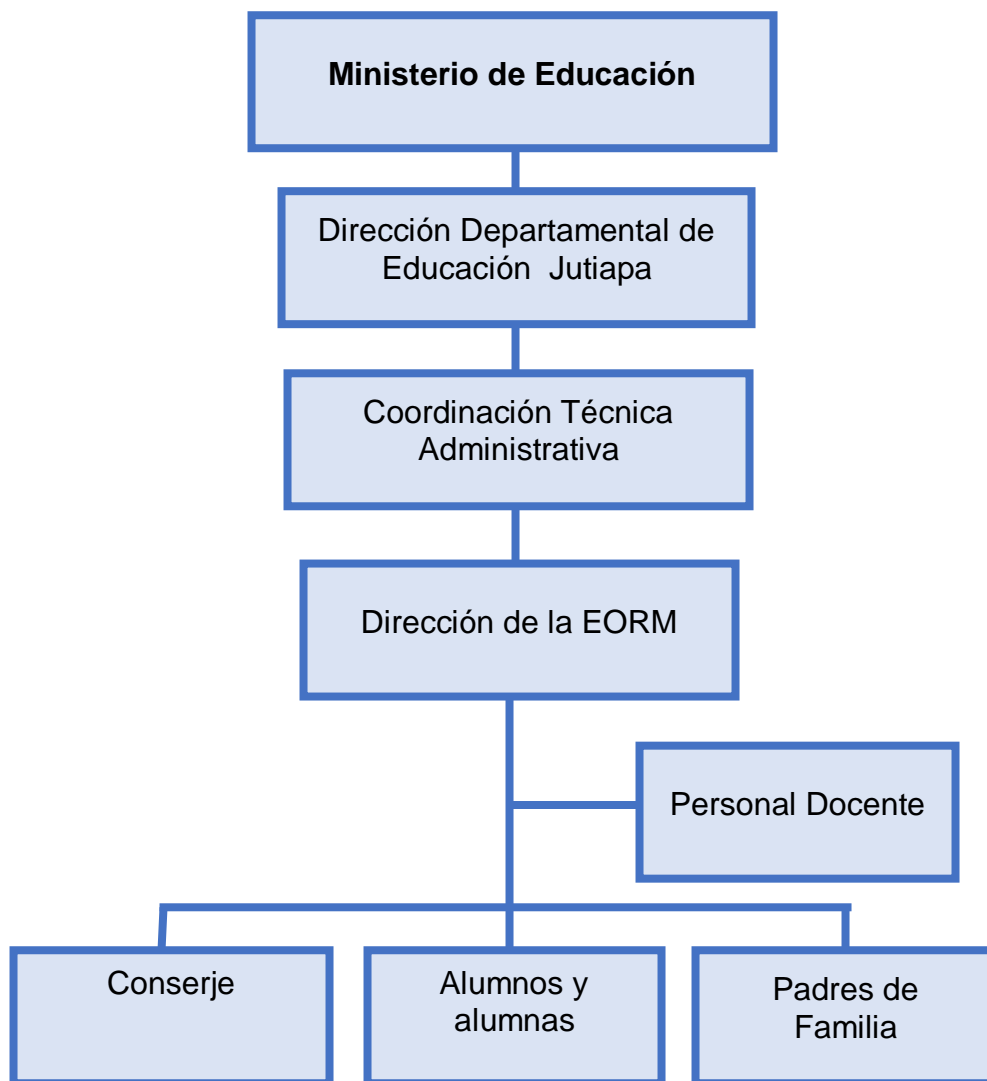 Ministerio de Educación
Dirección Departamental de
Educación  Jutiapa
Coordinación Técnica
Administrativa
Dirección de la EORM
Personal Docente
Conserje
Alumnos y
alumnas
Padres de
Familia